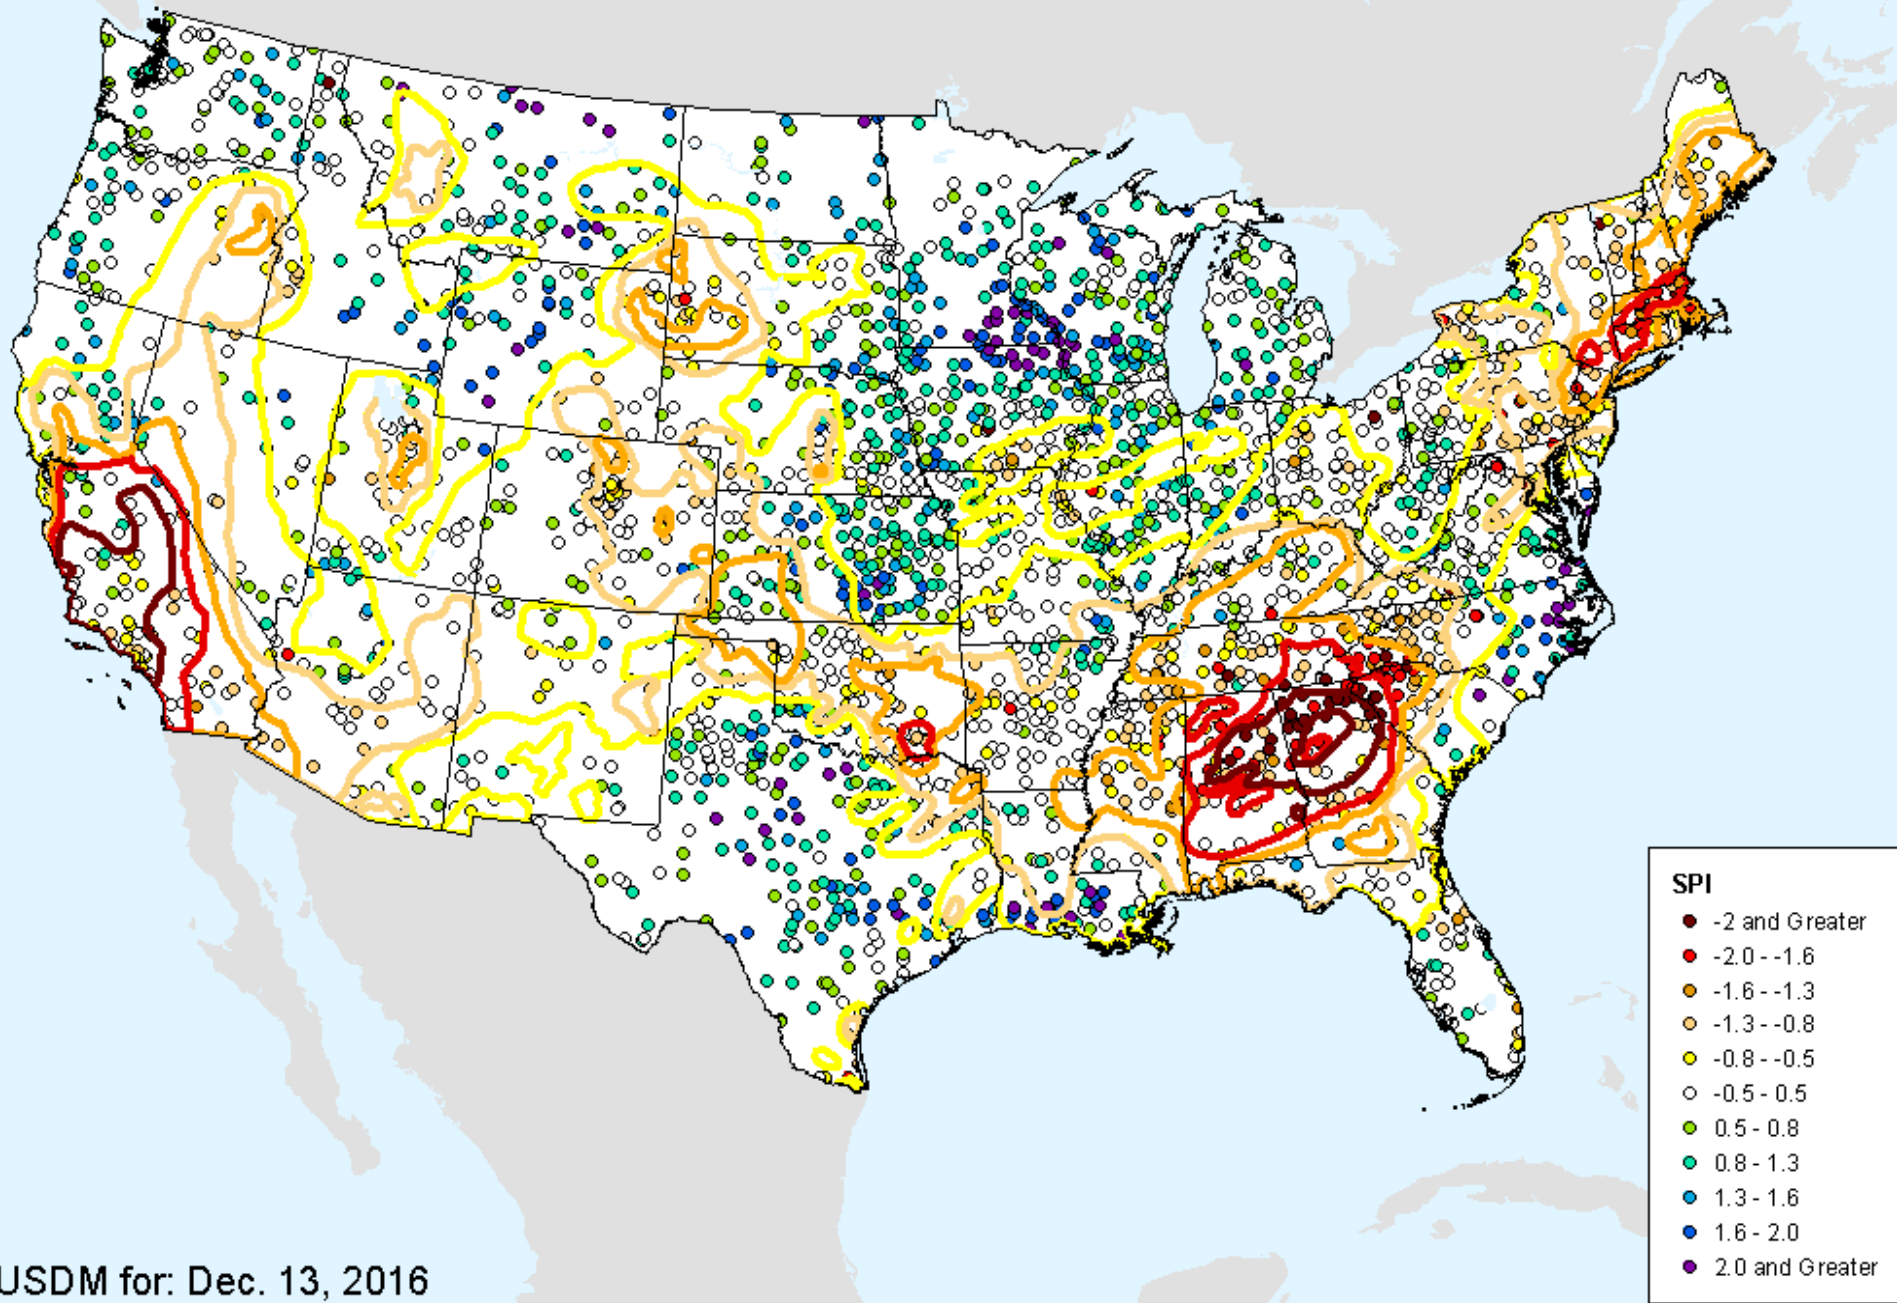 SPI
-2 and Greater
-2.0 - -1.6
-1.6 - -1.3
-1.3 - -0.8
-0.8 - -0.5
-0.5 - 0.5
0.5 - 0.8
0.8 - 1.3
1.3 - 1.6
1.6 - 2.0
2.0 and Greater
USDM for: Dec. 13, 2016